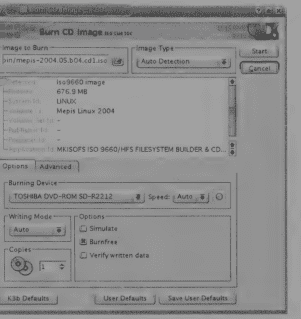 Burn CD Image
Image to Burn
Image Type
Start
sin/mepis-2004.05.b04.cd1.iso
Auto Detection
Cancel
iso9660 image
676.9 MB
LINUX
Mepis Linux 2004
-
-
-
MKISOFS ISO 9660/HFS FILESYSTEM BUILDER & CD...
Options
Advanced
Burning Device
TOSHIBA DVD-ROM SD-R2212
Speed:
Auto
Writing Mode
Auto
Options
Simulate
Burnfree
Verify written data
Copies
1
K3b Defaults
User Defaults
Save User Defaults